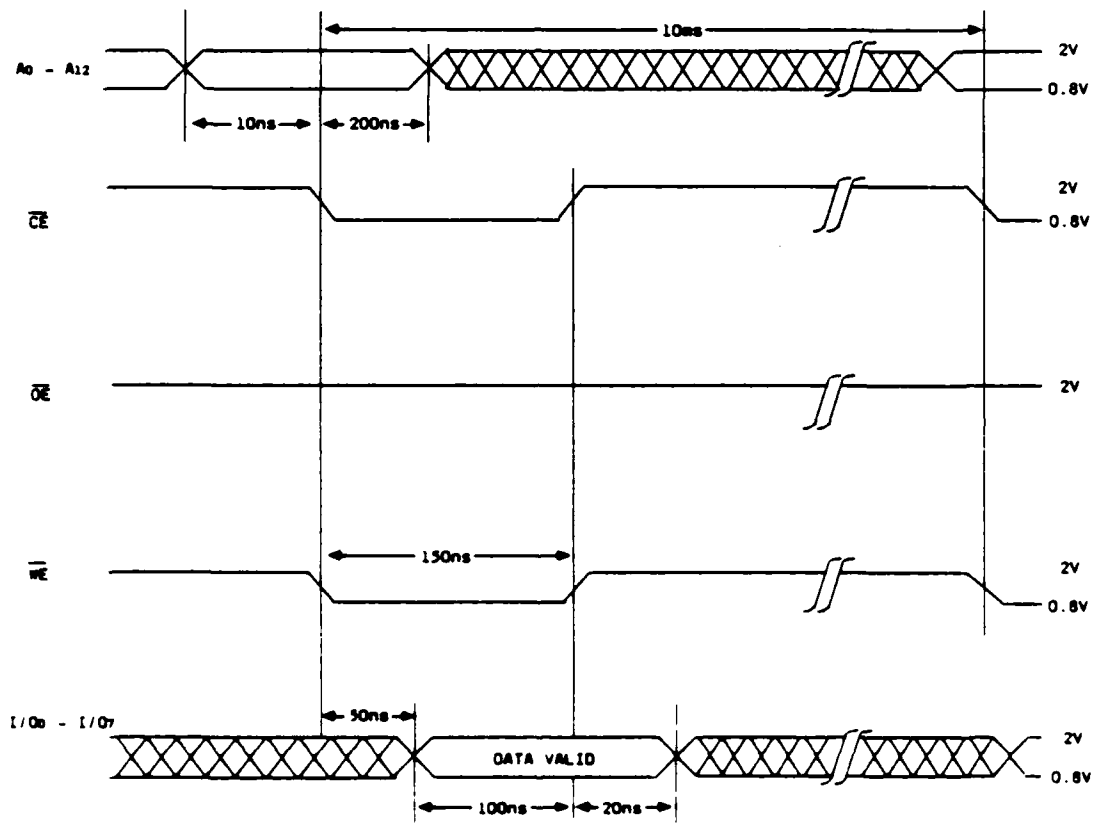 10ms
A0 - A12
2V
0.8V
10ns
200ns
CE
2V
0.8V
OE
2V
150ns
WE
2V
0.8V
I/O0 - I/O7
50ns
DATA VALID
2V
0.8V
100ns
20ns